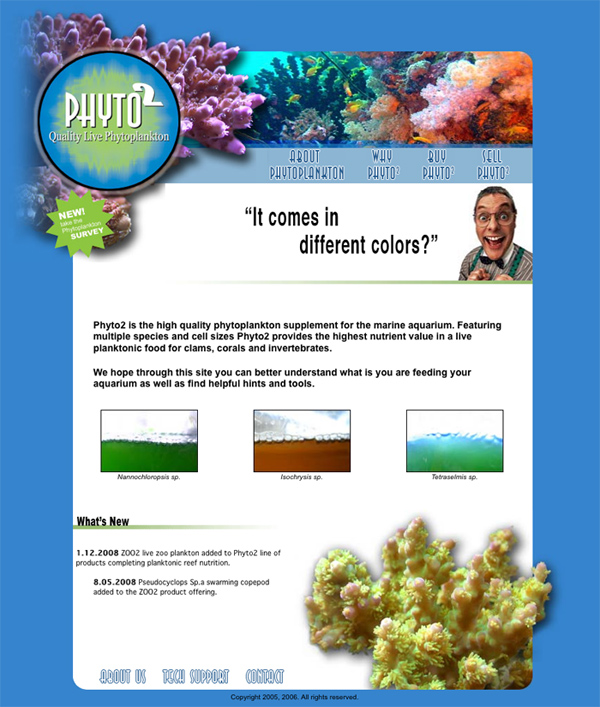 PHYTO2
Quality Live Phytoplankton
NEW!
take the
Phytoplankton
SURVEY
ABOUT
PHYTOPLANKTON
WHY
PHYTO2
BUY
PHYTO2
SELL
PHYTO2
“It comes in
different colors?”
Phyto2 is the high quality phytoplankton supplement for the marine aquarium. Featuring
multiple species and cell sizes Phyto2 provides the highest nutrient value in a live
planktonic food for clams, corals and invertebrates.
We hope through this site you can better understand what is you are feeding your
aquarium as well as find helpful hints and tools.
Nannochloropsis sp.
Isochrysis sp.
Tetraselmis sp.
What's New
1.12.2008 ZOO2 live zoo plankton added to Phyto2 line of
products completing planktonic reef nutrition.
8.05.2008 Pseudocyclops Sp.a swarming copepod
added to the ZOO2 product offering.
ABOUT US
TECH SUPPORT
CONTACT
Copyright 2005, 2006. All rights reserved.